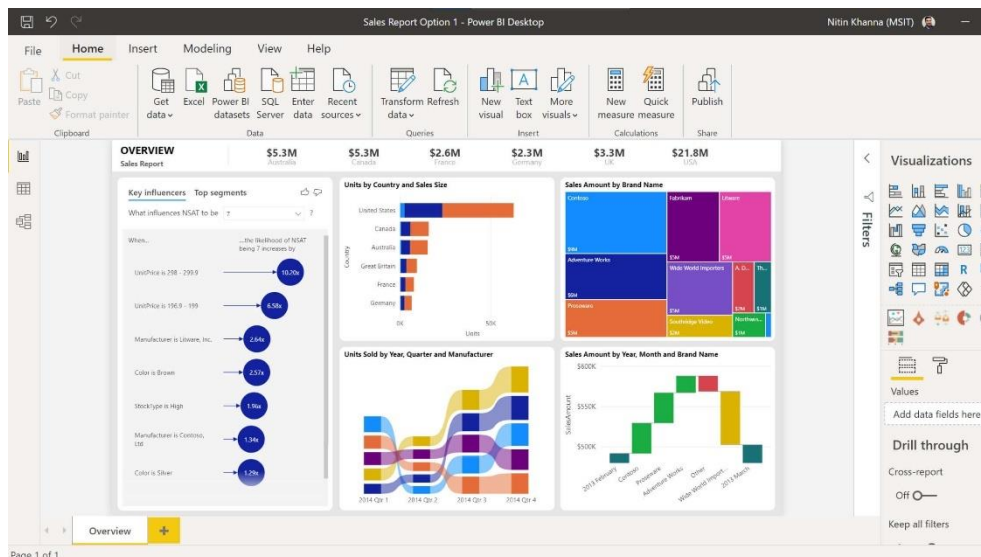 Sales Report Option 1 - Power BI Desktop
Nitin Khanna (MSIT)
File Home Insert Modeling View Help
Paste
Cut
Copy
Format painter
Get data
Excel
Power BI datasets
SQL Server
Enter data
Recent sources
Transform data
Refresh
New visual
Text box
More visuals
New measure
Quick measure
Publish
Clipboard
Data
Queries
Insert
Calculations
Share
OVERVIEW
Sales Report
$5.3M
Australia
$5.3M
Canada
$2.6M
France
$2.3M
Germany
$3.3M
UK
$21.8M
USA
Key influencers Top segments
What influences NSAT to be 7 ?
When...
...the likelihood of NSAT
being 7 increases by
UnitPrice is 298 - 299.9
10.20x
UnitPrice is 196.9 - 199
6.58x
Manufacturer is Litware, Inc.
2.64x
Color is Brown
2.57x
StockType is High
1.96x
Manufacturer is Contoso,
Ltd
1.34x
Color is Silver
1.29x
Units by Country and Sales Size
Country
United States
Canada
Australia
Great Britain
France
Germany
0K
50K
Units
Sales Amount by Brand Name
Contoso
Fabrikam
Litware
Adventure Works
$5M
$5M
Wide World Importers
A. D...
Th...
Proseware
$2M
$1M
Southridge Video
Northwin...
$2M
$1M
Units Sold by Year, Quarter and Manufacturer
2014 Qtr 1
2014 Qtr 2
2014 Qtr 3
2014 Qtr 4
Sales Amount by Year, Month and Brand Name
SalesAmount
$600K
$550K
$500K
2013 February
Contoso
Proseware
Adventure Works
Other
Wide World Import...
2013 March
Filters
Visualizations
R
Values
Add data fields here
Drill through
Cross-report
Off
Keep all filters
Overview
+
Page 1 of 1